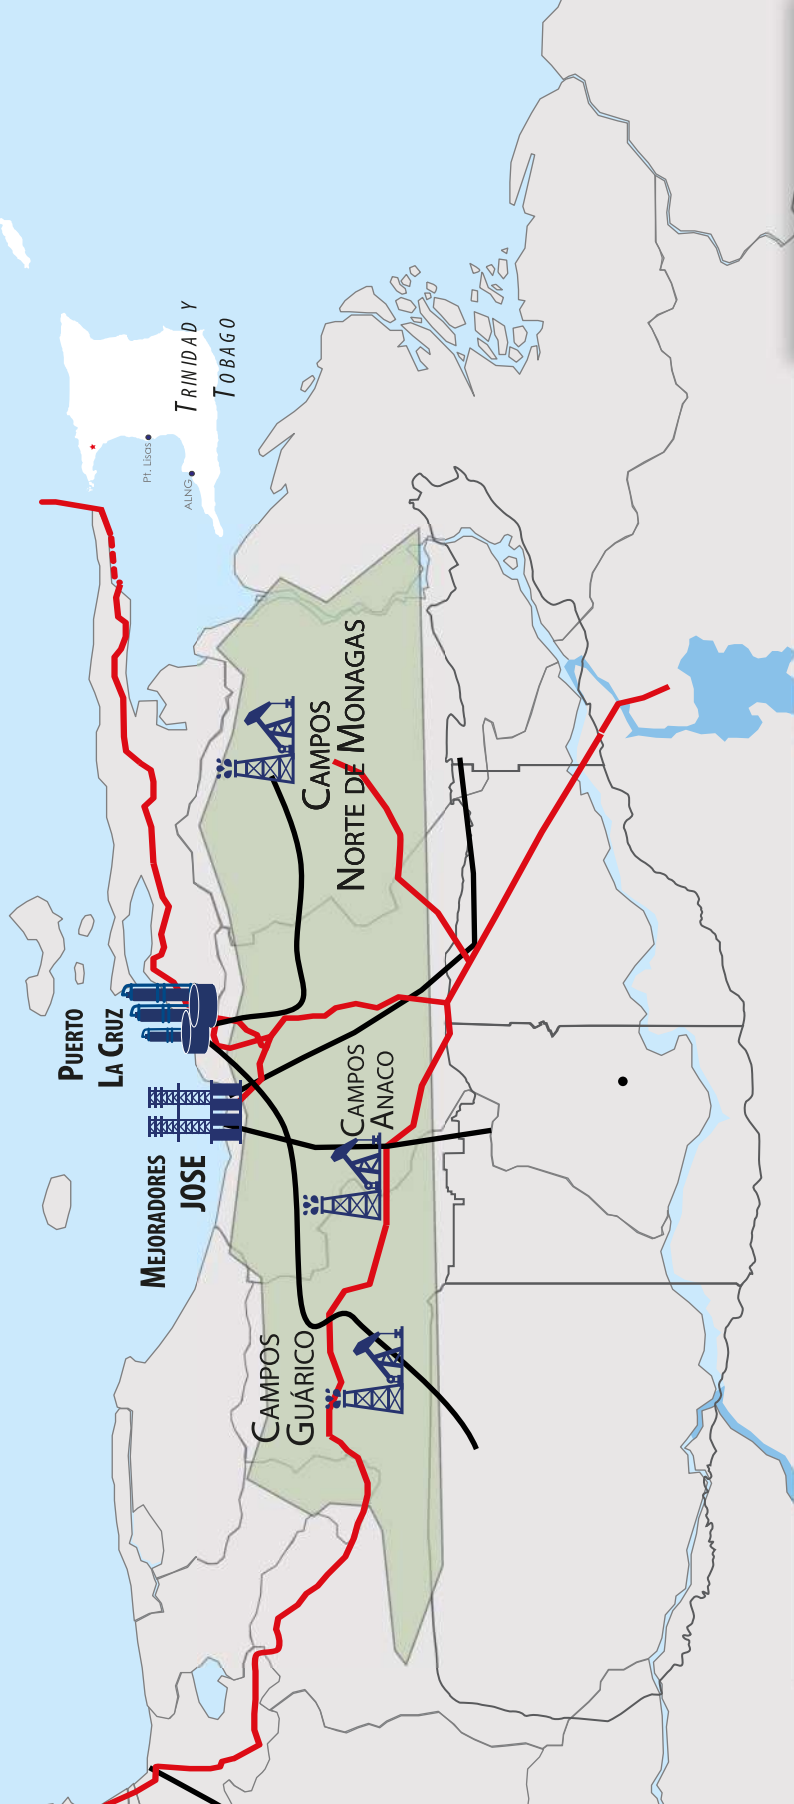 TRINIDAD Y
TOBAGO
Pt. Lisas
ALNG
CAMPOS
NORTE DE MONAGAS
PUERTO
LA CRUZ
CAMPOS
ANACO
MEJORADORES
JOSE
CAMPOS
GUÁRICO